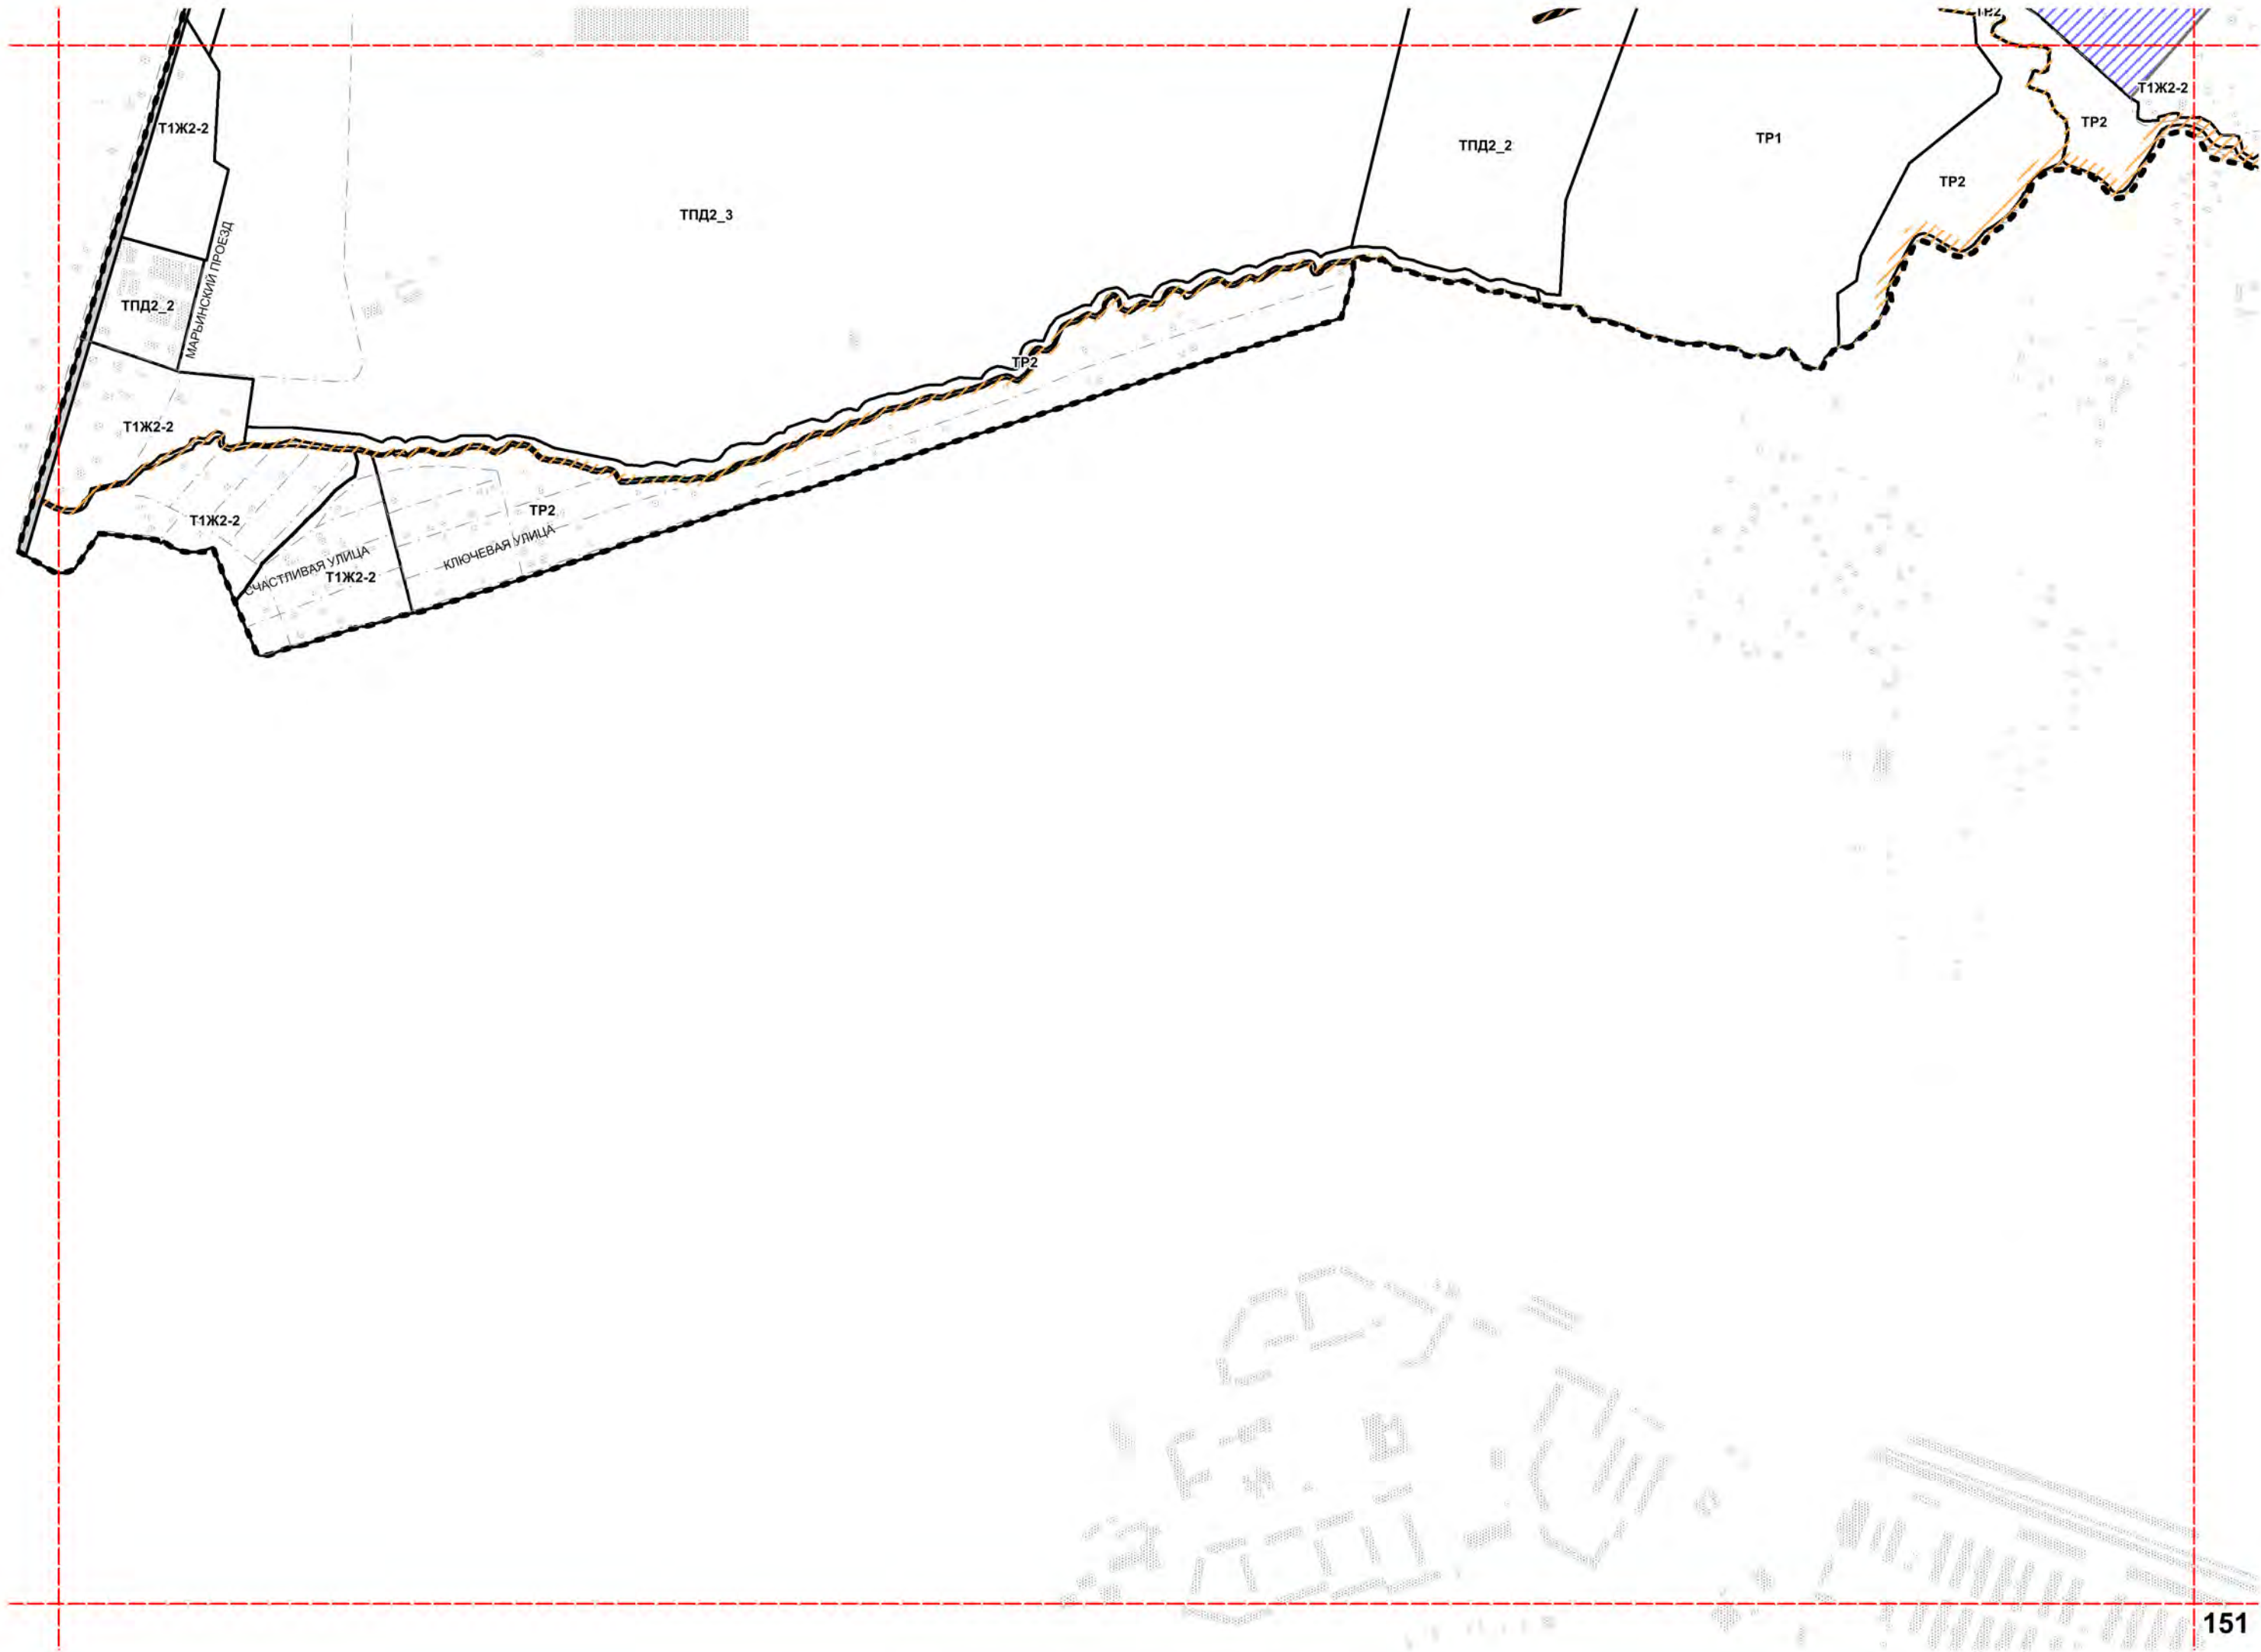 ТР2
Т1Ж2-2
Т1Ж2-2
ТР2
ТР1
ТПД2_2
ТР2
ТПД2_3
МАРЬИНСКИЙ ПРОЕЗД
ТПД2_2
ТР2
Т1Ж2-2
ТР2
Т1Ж2-2
КЛЮЧЕВАЯ УЛИЦА
СЧАСТЛИВАЯ УЛИЦА
Т1Ж2-2
151